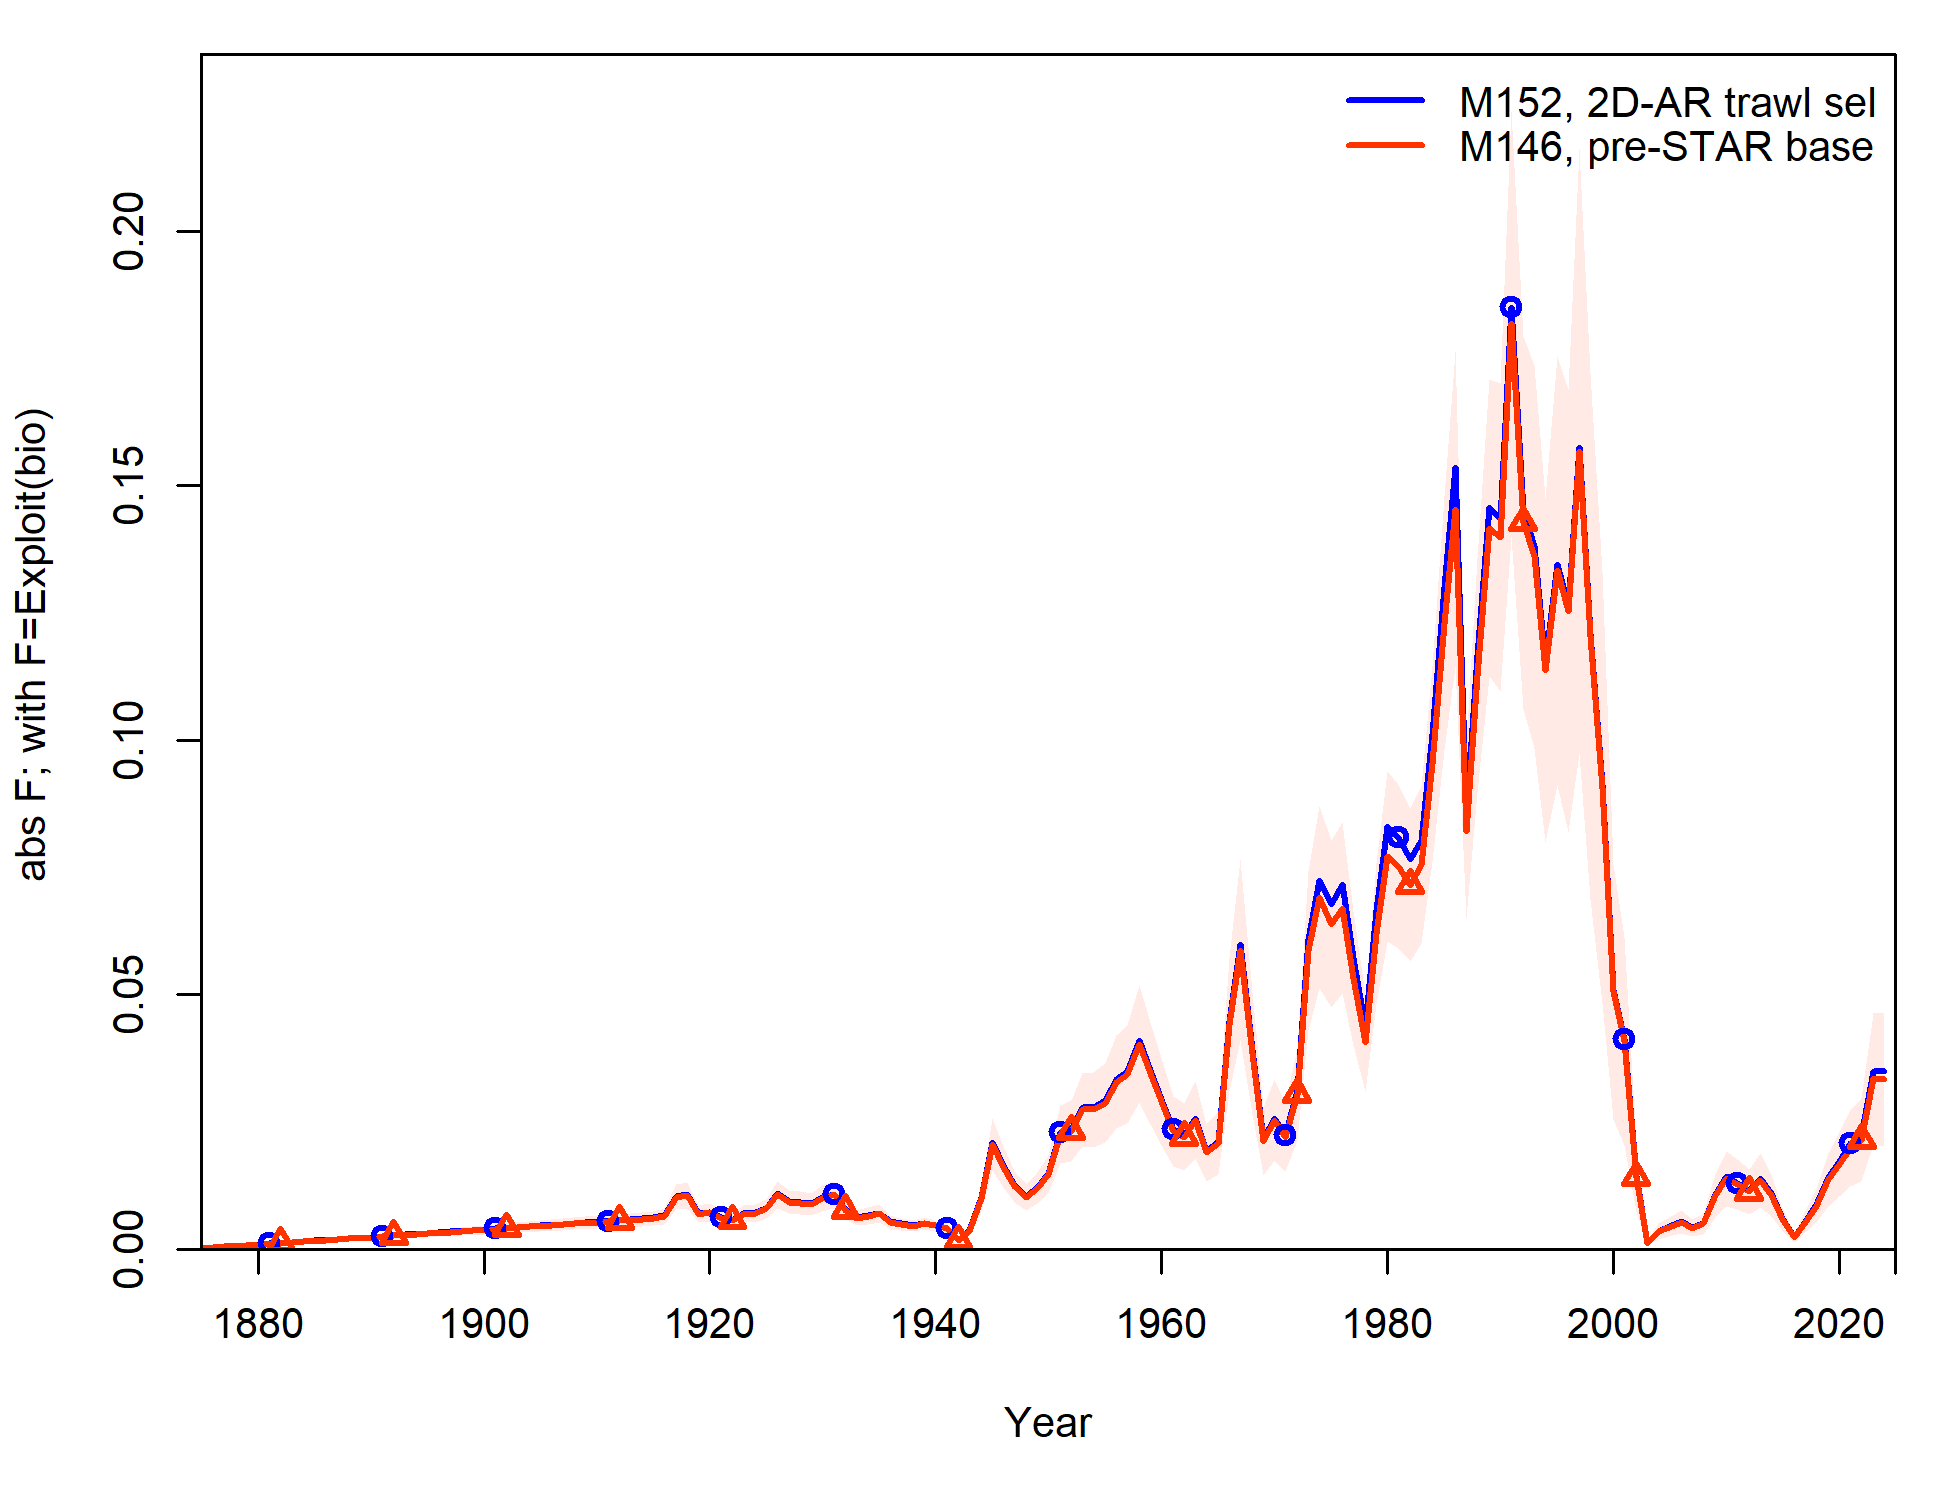 M152, 2D-AR trawl sel
M146, pre-STAR base
abs F; with F=Exploit(bio)
0.20
0.15
0.10
0.05
0.00
1880 1900 1920 1940 1960 1980 2000 2020
Year